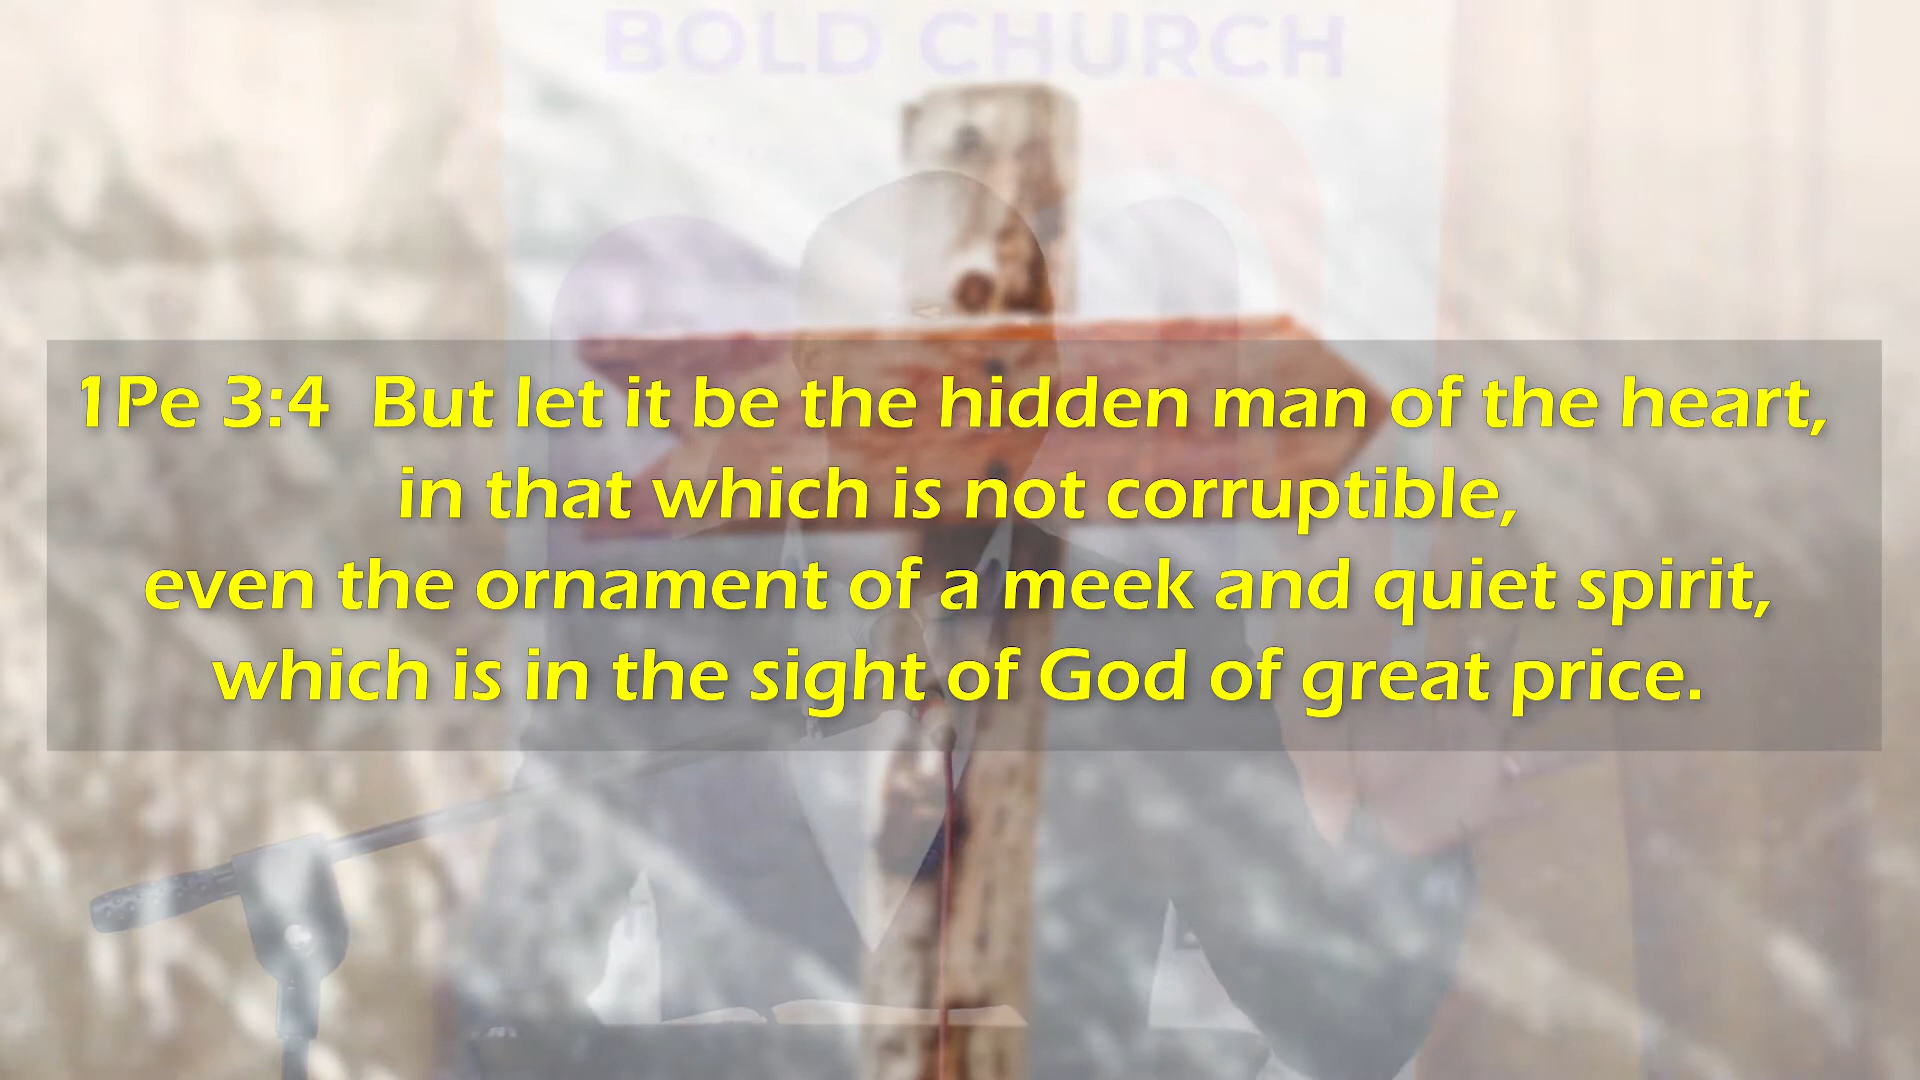 BOLD CHURCH
1Pe 3:4 But let it be the hidden man of the heart,
in that which is not corruptible,
even the ornament of a meek and quiet spirit,
which is in the sight of God of great price.